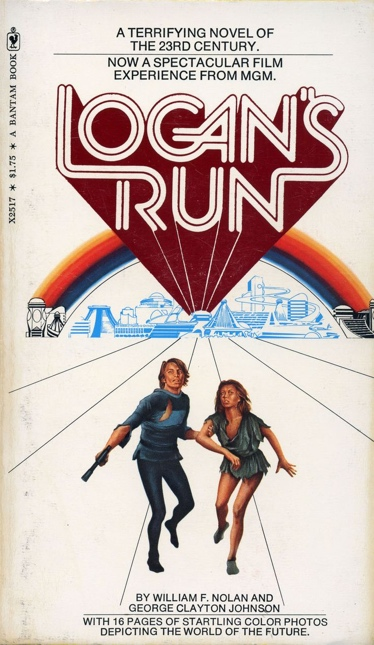 A TERRIFYING NOVEL OF
THE 23RD CENTURY.
NOW A SPECTACULAR FILM
EXPERIENCE FROM MGM.
LOGAN'S
RUN
X2517 * $1.75 * A BANTAM BOOK
BY WILLIAM F. NOLAN AND
GEORGE CLAYTON JOHNSON
WITH 16 PAGES OF STARTLING COLOR PHOTOS
DEPICTING THE WORLD OF THE FUTURE.